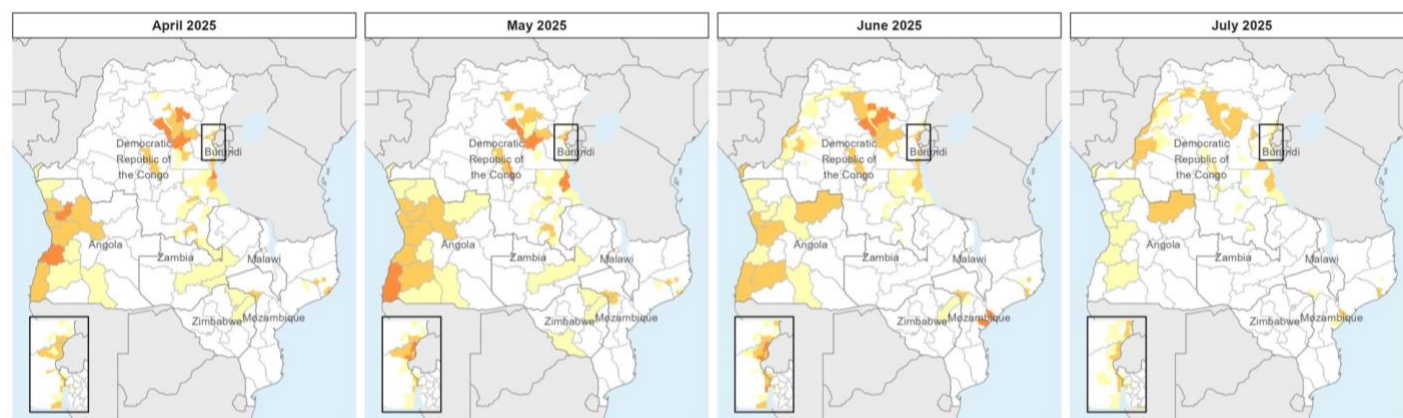 April 2025
May 2025
June 2025
July 2025
Democratic
Republic of
the Congo
Burundi
Angola
Zambia
Malawi
Zimbabwe
Mozambique
Democratic
Republic of
the Congo
Burundi
Angola
Zambia
Malawi
Zimbabwe
Mozambique
Democratic
Republic of
the Congo
Burundi
Angola
Zambia
Malawi
Zimbabwe
Mozambique
Democratic
Republic of
the Congo
Burundi
Angola
Zambia
Malawi
Zimbabwe
Mozambique